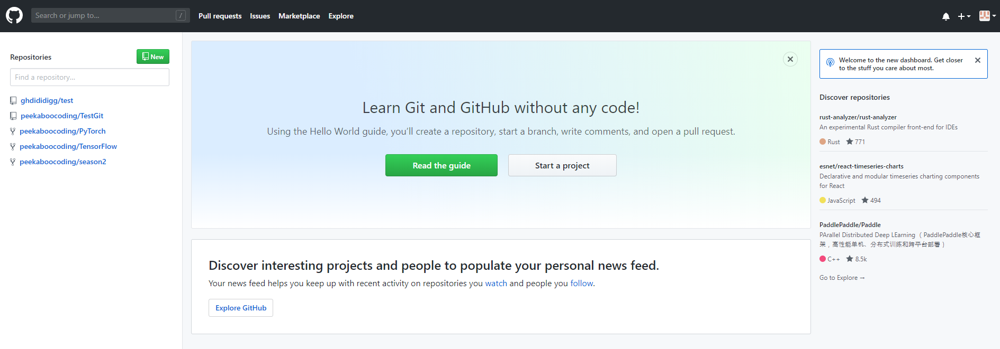 Search or jump to... /
Pull requests Issues Marketplace Explore
Repositories
New
Find a repository...
ghdididigg/test
peekaboocoding/TestGit
peekaboocoding/PyTorch
peekaboocoding/TensorFlow
peekaboocoding/season2
Learn Git and GitHub without any code!
Using the Hello World guide, you’ll create a repository, start a branch, write comments, and open a pull request.
Read the guide
Start a project
Discover interesting projects and people to populate your personal news feed.
Your news feed helps you keep up with recent activity on repositories you watch and people you follow.
Explore GitHub
Welcome to the new dashboard. Get closer
to the stuff you care about most.
Discover repositories
rust-analyzer/rust-analyzer
An experimental Rust compiler front-end for IDEs
Rust 771
esnet/react-timeseries-charts
Declarative and modular timeseries charting components
for React
JavaScript 494
PaddlePaddle/Paddle
PArallel Distributed Deep LEarning （PaddlePaddle核心框
架，高性能单机、分布式训练和跨平台部署）
C++ 8.5k
Go to Explore →